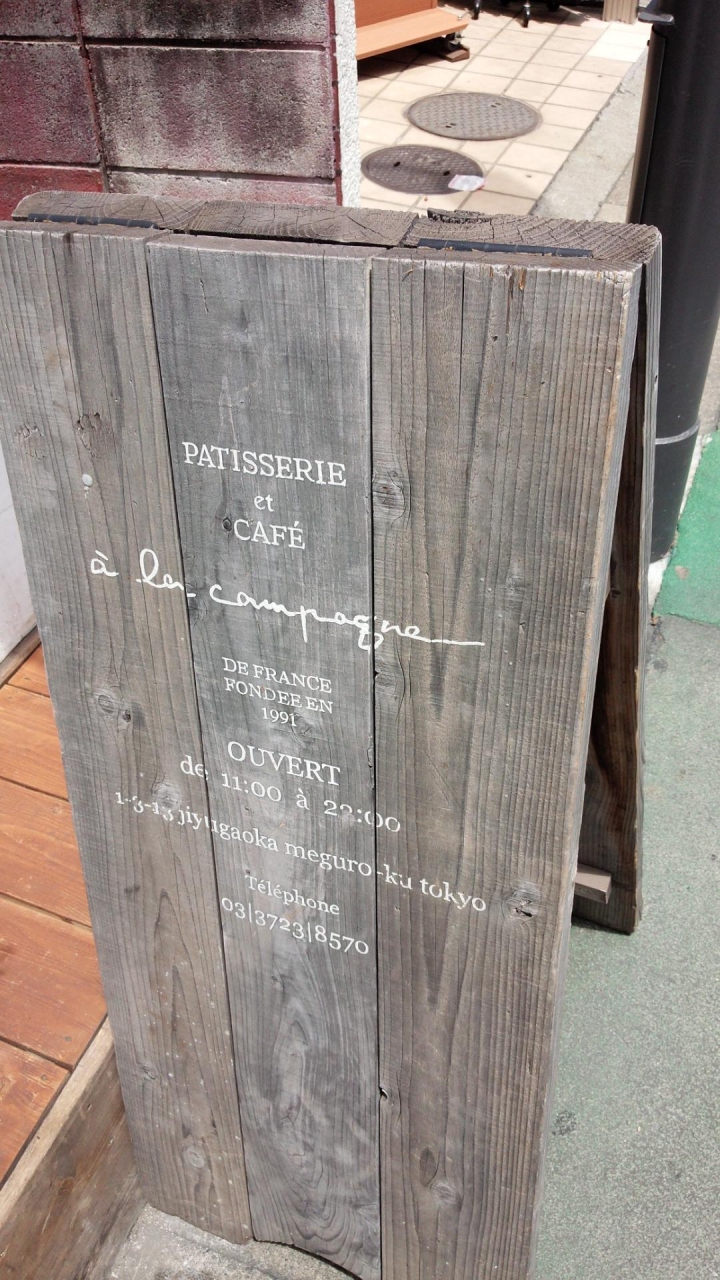 PATISSERIE
et
CAFÉ
à la campagne
DE FRANCE
FONDEE EN
1991
OUVERT
de 11:00 à 22:00
1-3-13 jiyugaoka meguro-ku tokyo
Téléphone
03|3723|8570